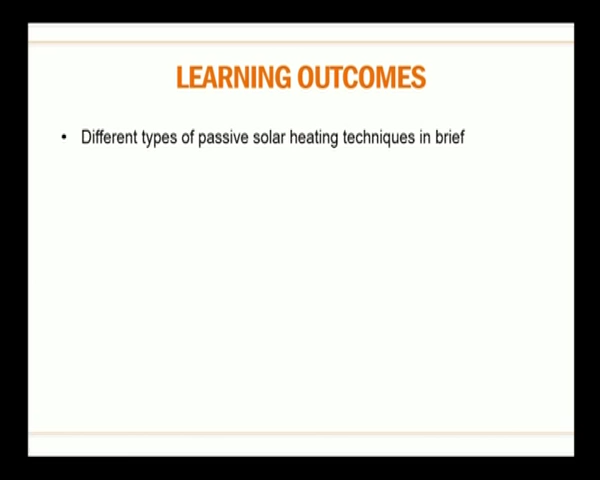 LEARNING OUTCOMES
• Different types of passive solar heating techniques in brief